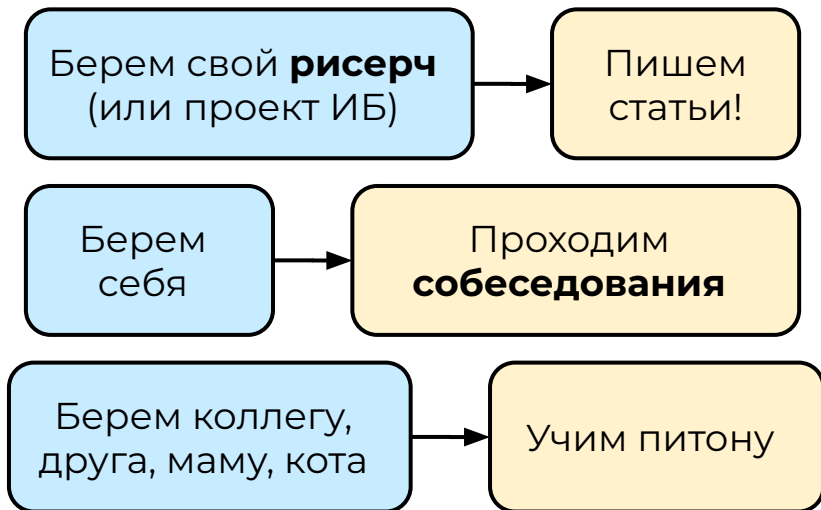 Берем свой рисерч
(или проект ИБ)
Пишем
статьи!
Берем
себя
Проходим
собеседования
Берем коллегу,
друга, маму, кота
Учим питону